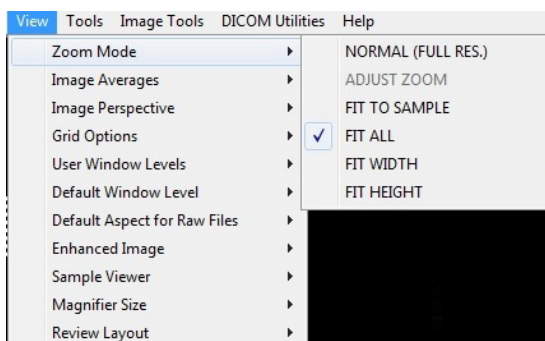 View Tools Image Tools DICOM Utilities Help
Zoom Mode
Image Averages
Image Perspective
Grid Options
User Window Levels
Default Window Level
Default Aspect for Raw Files
Enhanced Image
Sample Viewer
Magnifier Size
Review Layout
NORMAL (FULL RES.)
ADJUST ZOOM
FIT TO SAMPLE
FIT ALL
FIT WIDTH
FIT HEIGHT